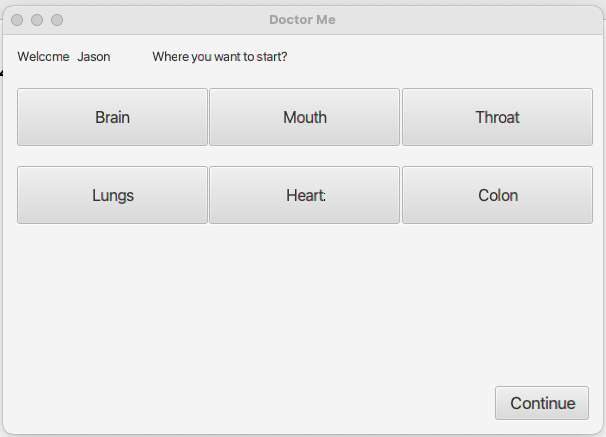 Doctor Me
Welcome Jason Where you want to start?
Brain Mouth Throat
Lungs Heart: Colon
Continue